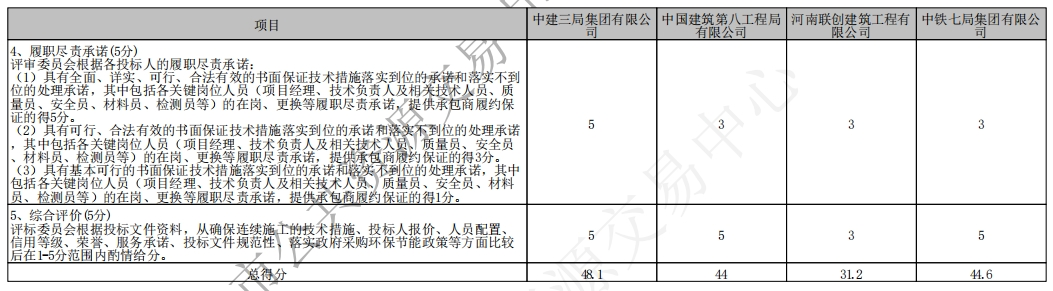 项目
中建三局集团有限公
司
中国建筑第八工程局
有限公司
河南联创建筑工程有
限公司
中铁七局集团有限公
司
4、履职尽责承诺(5分)
评审委员会根据各投标人的履职尽责承诺:
（1）具有全面、详实、可行、合法有效的书面保证技术措施落实到位的承诺和落实不到
位的处理承诺，其中包括各关键岗位人员（项目经理、技术负责人及相关技术人员、质
量员、安全员、材料员、检测员等）的在岗、更换等履职尽责承诺，提供承包商履约保
证的得5分。
（2）具有可行、合法有效的书面保证技术措施落实到位的承诺和落实不到位的处理承诺
，其中包括各关键岗位人员（项目经理、技术负责人及相关技术人员、质量员、安全员
、材料员、检测员等）的在岗、更换等履职尽责承诺，提供承包商履约保证的得3分。
（3）具有基本可行的书面保证技术措施落实到位的承诺和落实不到位的处理承诺，其中
包括各关键岗位人员（项目经理、技术负责人及相关技术人员、质量员、安全员、材料
员、检测员等）的在岗、更换等履职尽责承诺，提供承包商履约保证的得1分。
5 3 3 3
5、综合评价(5分)
评标委员会根据投标文件资料，从确保连续施工的技术措施、投标人报价、人员配置、
信用等级、荣誉、服务承诺、投标文件规范性、落实政府采购环保节能政策等方面比较
后在1-5分范围内酌情给分。
5 5 3 5
总得分 48.1 44 31.2 44.6
市公共资源交
源交易中心